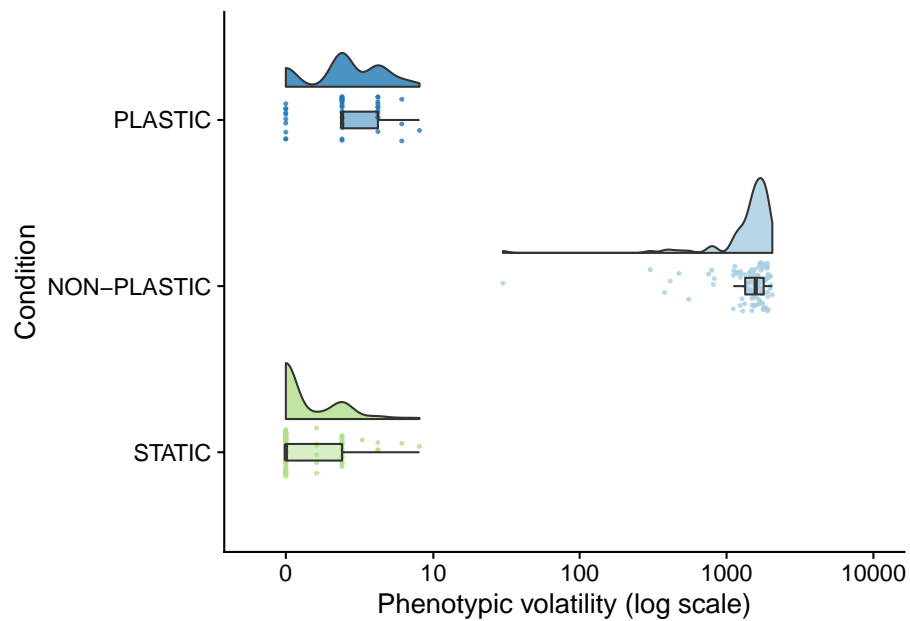 PLASTIC
NON−PLASTIC
STATIC
Condition
0 10 100 1000 10000
Phenotypic volatility (log scale)